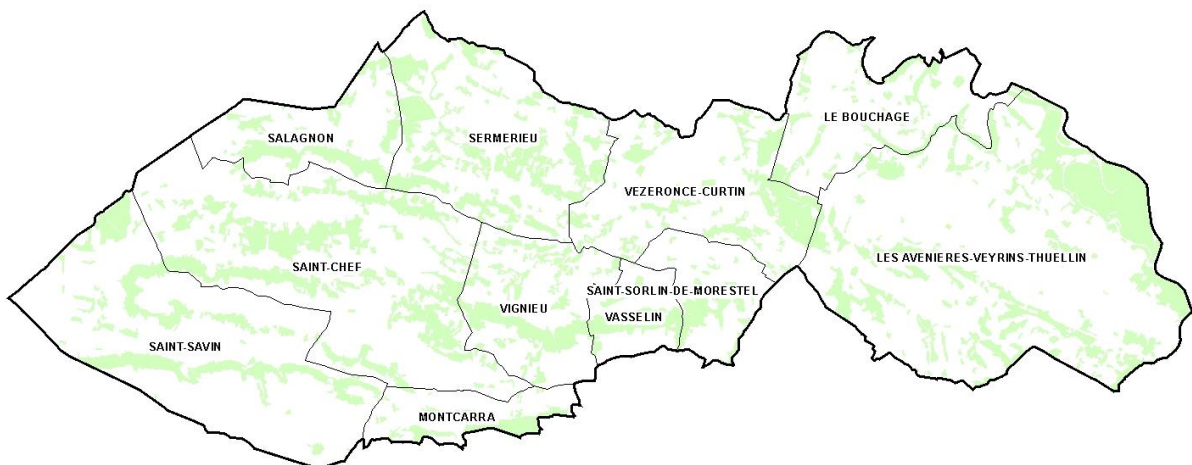 LE BOUCHAGE
SALAGNON
SERMERIEU
VEZERONCE-CURTIN
LES AVENIERES-VEYRINS-THUELLIN
SAINT-CHEF
SAINT-SORLIN-DE-MORESTEL
VIGNIEU
VASSELIN
SAINT-SAVIN
MONTCARRA